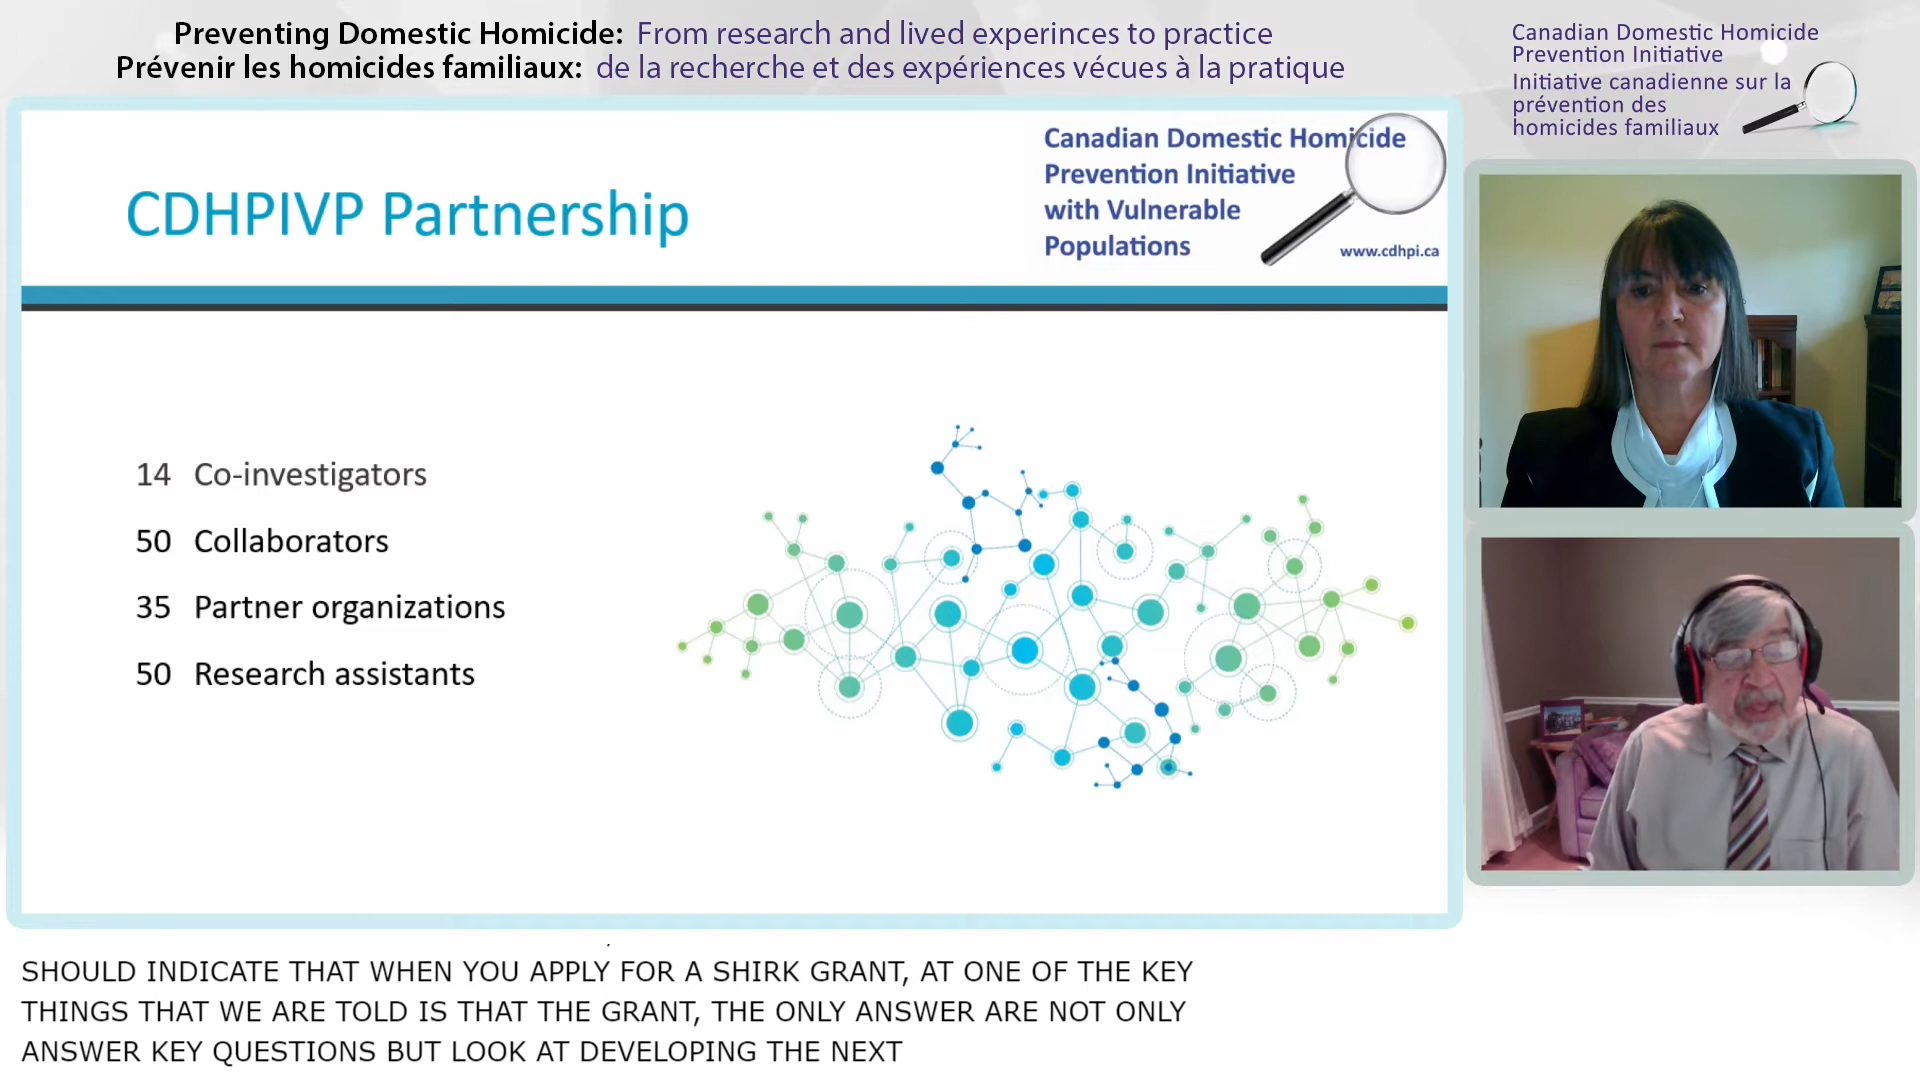 Preventing Domestic Homicide: From research and lived experinces to practice
Prévenir les homicides familiaux: de la recherche et des expériences vécues à la pratique
Canadian Domestic Homicide
Prevention Initiative
Initiative canadienne sur la
prévention des
homicides familiaux
CDHPIVP Partnership
Canadian Domestic Homicide
Prevention Initiative
with Vulnerable
Populations
www.cdhpi.ca
14 Co-investigators
50 Collaborators
35 Partner organizations
50 Research assistants
SHOULD INDICATE THAT WHEN YOU APPLY FOR A SHIRK GRANT, AT ONE OF THE KEY
THINGS THAT WE ARE TOLD IS THAT THE GRANT, THE ONLY ANSWER ARE NOT ONLY
ANSWER KEY QUESTIONS BUT LOOK AT DEVELOPING THE NEXT